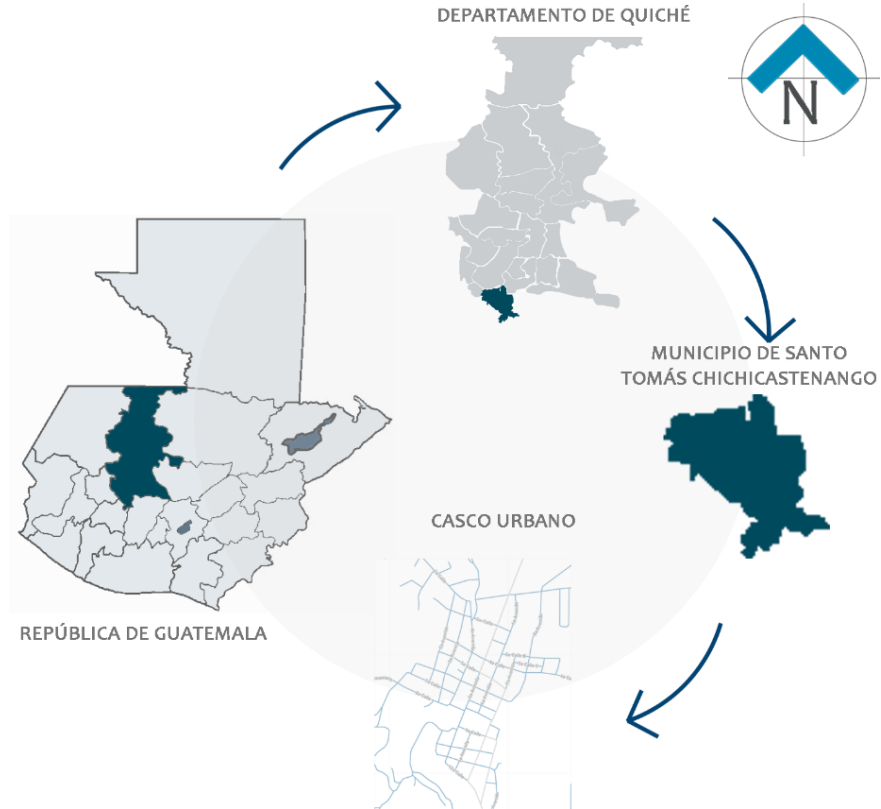 DEPARTAMENTO DE QUICHÉ
N
MUNICIPIO DE SANTO
TOMÁS CHICHICASTENANGO
CASCO URBANO
REPÚBLICA DE GUATEMALA